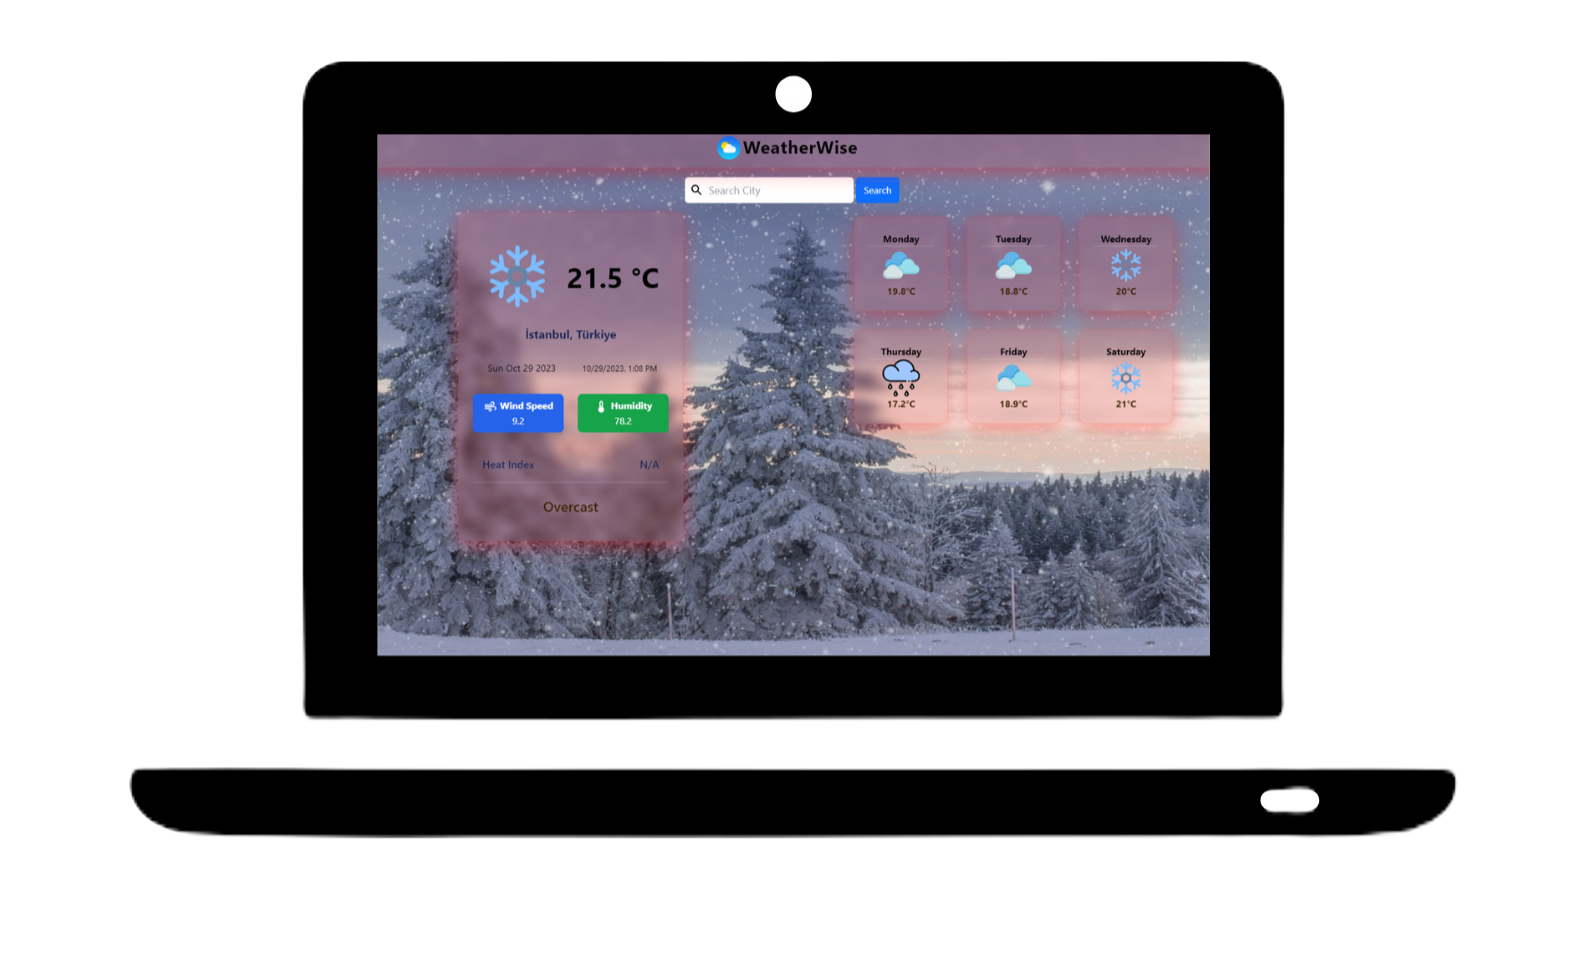 WeatherWise
Search City
Search
21.5 °C
İstanbul, Türkiye
Sun Oct 29 2023
10/29/2023, 1:08 PM
Wind Speed
9.2
Humidity
78.2
Heat Index
N/A
Overcast
Monday
19.8°C
Tuesday
18.8°C
Wednesday
20°C
Thursday
17.2°C
Friday
18.9°C
Saturday
21°C